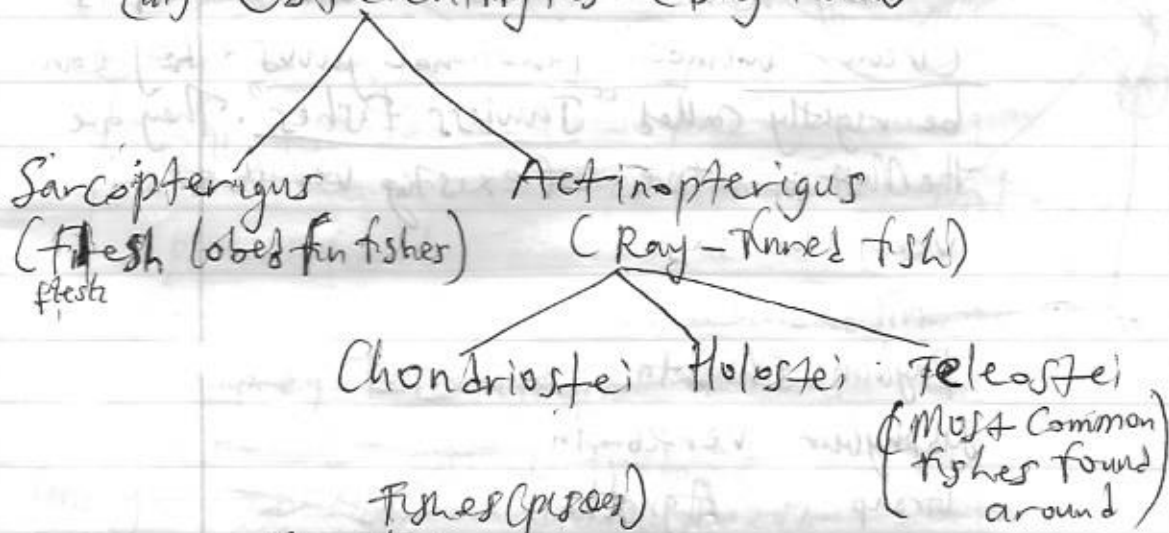 Sarcopterigus Actinopterigus
(flesh lobed fin fishes) (Ray-finned fish)
flesh
Chondriostei Holostei Teleostei
(Most Common
fishes found
around)
Fishes (pisces)